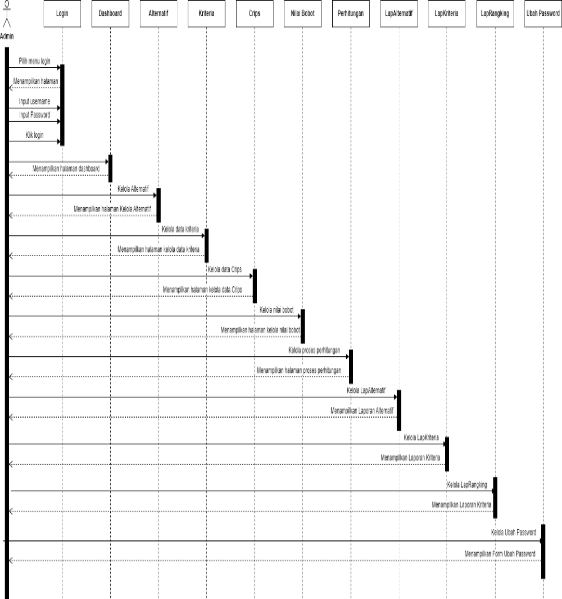 Login Dashboard Alternatif Kriteria Crips Nilai Bobot Perhitungan LapAlternatif LapKriteria LapRangking Ubah Password
Admin
Pilih menu login
Menampilkan halaman
Input username
Input Password
Klik login
Menampilkan halaman dashboard
Kelola Alternatif
Menampilkan halaman Kelola Alternatif
Kelola data kriteria
Menampilkan halaman kelola data kriteria
Kelola data Crips
Menampilkan halaman kelola data Crips
Kelola nilai bobot
Menampilkan halaman kelola nilai bobot
Kelola proses perhitungan
Menampilkan halaman proses perhitungan
Kelola LapAlternatif
Menampilkan Laporan Alternatif
Kelola LapKriteria
Menampilkan Laporan Kriteria
Kelola LapRangking
Menampilkan Laporan Kriteria
Kelola Ubah Password
Menampilkan Form Ubah Password